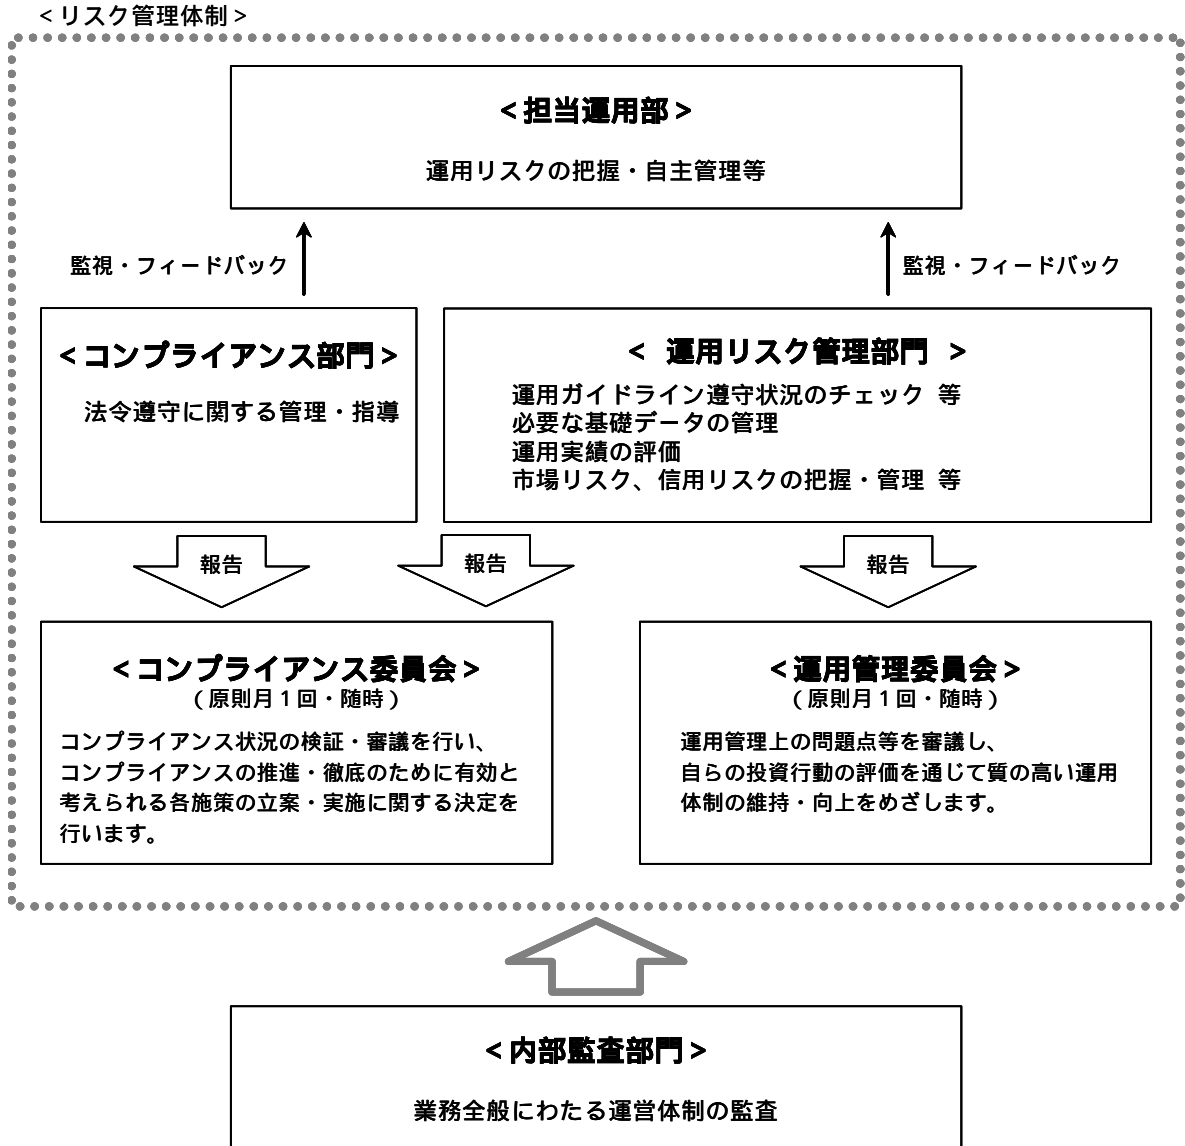 ＜リスク管理体制＞
＜担当運用部＞
運用リスクの把握・自主管理等
監視・フィードバック
監視・フィードバック
＜コンプライアンス部門＞
法令遵守に関する管理・指導
＜ 運用リスク管理部門 ＞
運用ガイドライン遵守状況のチェック 等
必要な基礎データの管理
運用実績の評価
市場リスク、信用リスクの把握・管理 等
報告
報告
報告
＜コンプライアンス委員会＞
（原則月１回・随時）
コンプライアンス状況の検証・審議を行い、
コンプライアンスの推進・徹底のために有効と
考えられる各施策の立案・実施に関する決定を
行います。
＜運用管理委員会＞
（原則月１回・随時）
運用管理上の問題点等を審議し、
自らの投資行動の評価を通じて質の高い運用
体制の維持・向上をめざします。
＜内部監査部門＞
業務全般にわたる運営体制の監査